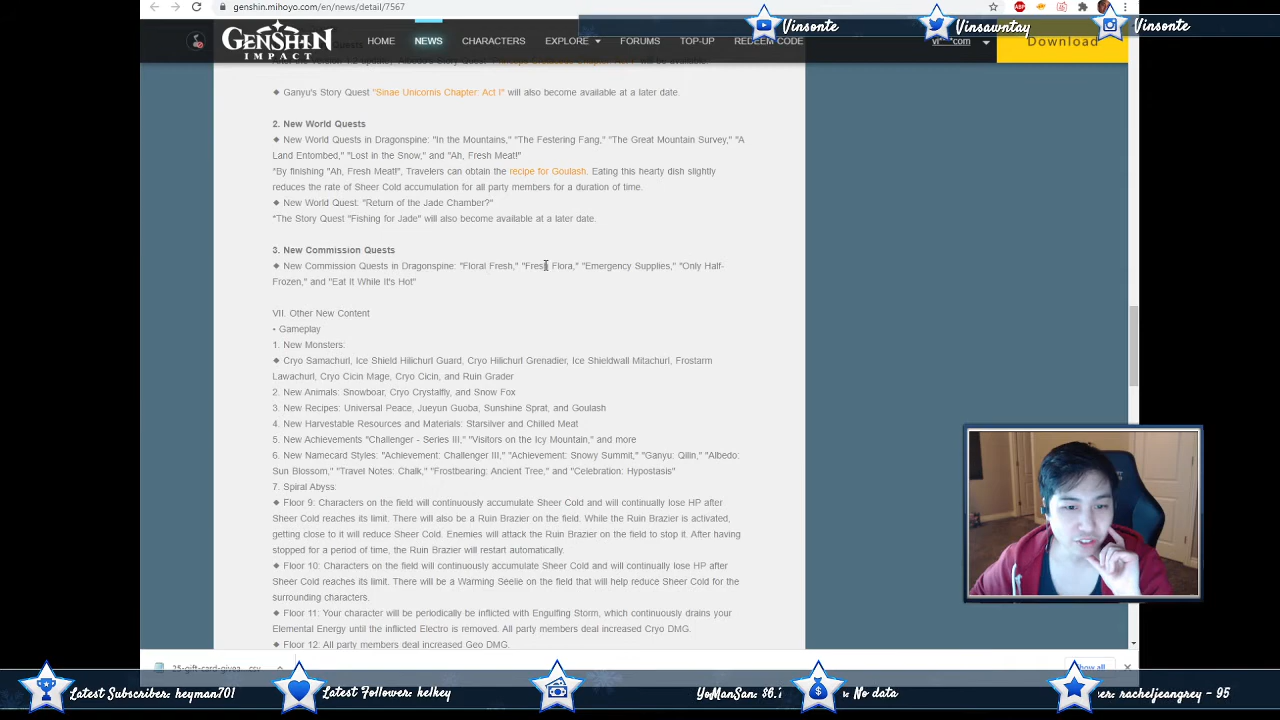 genshin.mihoyo.com/en/news/detail/7567
Vinsonte
Vinsawntay
Vinsonte
GENSHIN
IMPACT
HOME
NEWS
CHARACTERS
EXPLORE
FORUMS
TOP-UP
REDEEM CODE
Download
◆ Ganyu's Story Quest "Sinae Unicornis Chapter: Act I" will also become available at a later date.
2. New World Quests
◆ New World Quests in Dragonspine: "In the Mountains," "The Festering Fang," "The Great Mountain Survey," "A
Land Entombed," "Lost in the Snow," and "Ah, Fresh Meat!"
*By finishing "Ah, Fresh Meat!", Travelers can obtain the recipe for Goulash. Eating this hearty dish slightly
reduces the rate of Sheer Cold accumulation for all party members for a duration of time.
◆ New World Quest: "Return of the Jade Chamber?"
*The Story Quest "Fishing for Jade" will also become available at a later date.
3. New Commission Quests
◆ New Commission Quests in Dragonspine: "Floral Fresh," "Fresh Flora," "Emergency Supplies," "Only Half-
Frozen," and "Eat It While It's Hot"
VII. Other New Content
• Gameplay
1. New Monsters:
◆ Cryo Samachurl, Ice Shield Hilichurl Guard, Cryo Hilichurl Grenadier, Ice Shieldwall Mitachurl, Frostarm
Lawachurl, Cryo Cicin Mage, Cryo Cicin, and Ruin Grader
2. New Animals: Snowboar, Cryo Crystalfly, and Snow Fox
3. New Recipes: Universal Peace, Jueyun Guoba, Sunshine Sprat, and Goulash
4. New Harvestable Resources and Materials: Starsilver and Chilled Meat
5. New Achievements "Challenger - Series III," "Visitors on the Icy Mountain," and more
6. New Namecard Styles: "Achievement: Challenger III," "Achievement: Snowy Summit," "Ganyu: Qilin," "Albedo:
Sun Blossom," "Travel Notes: Chalk," "Frostbearing: Ancient Tree," and "Celebration: Hypostasis"
7. Spiral Abyss:
◆ Floor 9: Characters on the field will continuously accumulate Sheer Cold and will continually lose HP after
Sheer Cold reaches its limit. There will also be a Ruin Brazier on the field. While the Ruin Brazier is activated,
getting close to it will reduce Sheer Cold. Enemies will attack the Ruin Brazier on the field to stop it. After having
stopped for a period of time, the Ruin Brazier will restart automatically.
◆ Floor 10: Characters on the field will continuously accumulate Sheer Cold and will continually lose HP after
Sheer Cold reaches its limit. There will be a Warming Seelie on the field that will help reduce Sheer Cold for the
surrounding characters.
◆ Floor 11: Your character will be periodically be inflicted with Engulfing Storm, which continuously drains your
Elemental Energy until the inflicted Electro is removed. All party members deal increased Cryo DMG.
◆ Floor 12: All party members deal increased Geo DMG.
25-gift-card-givea....csv
Show all
Latest Subscriber: heyman701
Latest Follower: kelkey
YoManSan: $6.
: No data
er: racheljeangrey - 95